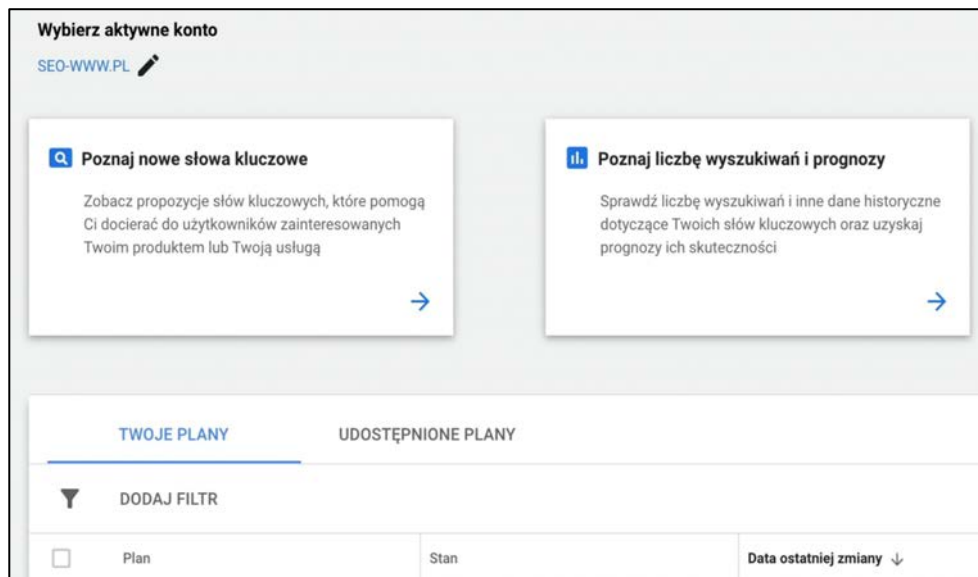 Wybierz aktywne konto
SEO-WWW.PL
Poznaj nowe słowa kluczowe
Zobacz propozycje słów kluczowych, które pomogą
Ci docierać do użytkowników zainteresowanych
Twoim produktem lub Twoją usługą
Poznaj liczbę wyszukiwań i prognozy
Sprawdź liczbę wyszukiwań i inne dane historyczne
dotyczące Twoich słów kluczowych oraz uzyskaj
prognozy ich skuteczności
TWOJE PLANY UDOSTĘPNIONE PLANY
DODAJ FILTR
Plan Stan Data ostatniej zmiany